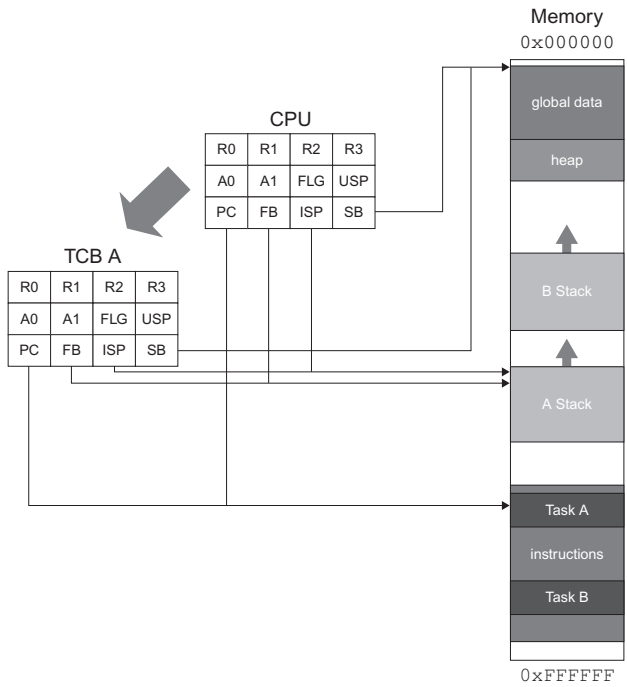 Memory
0x000000
global data
heap
B Stack
A Stack
Task A
instructions
Task B
0xFFFFFF
CPU
R0 R1 R2 R3
A0 A1 FLG USP
PC FB ISP SB
TCB A
R0 R1 R2 R3
A0 A1 FLG USP
PC FB ISP SB